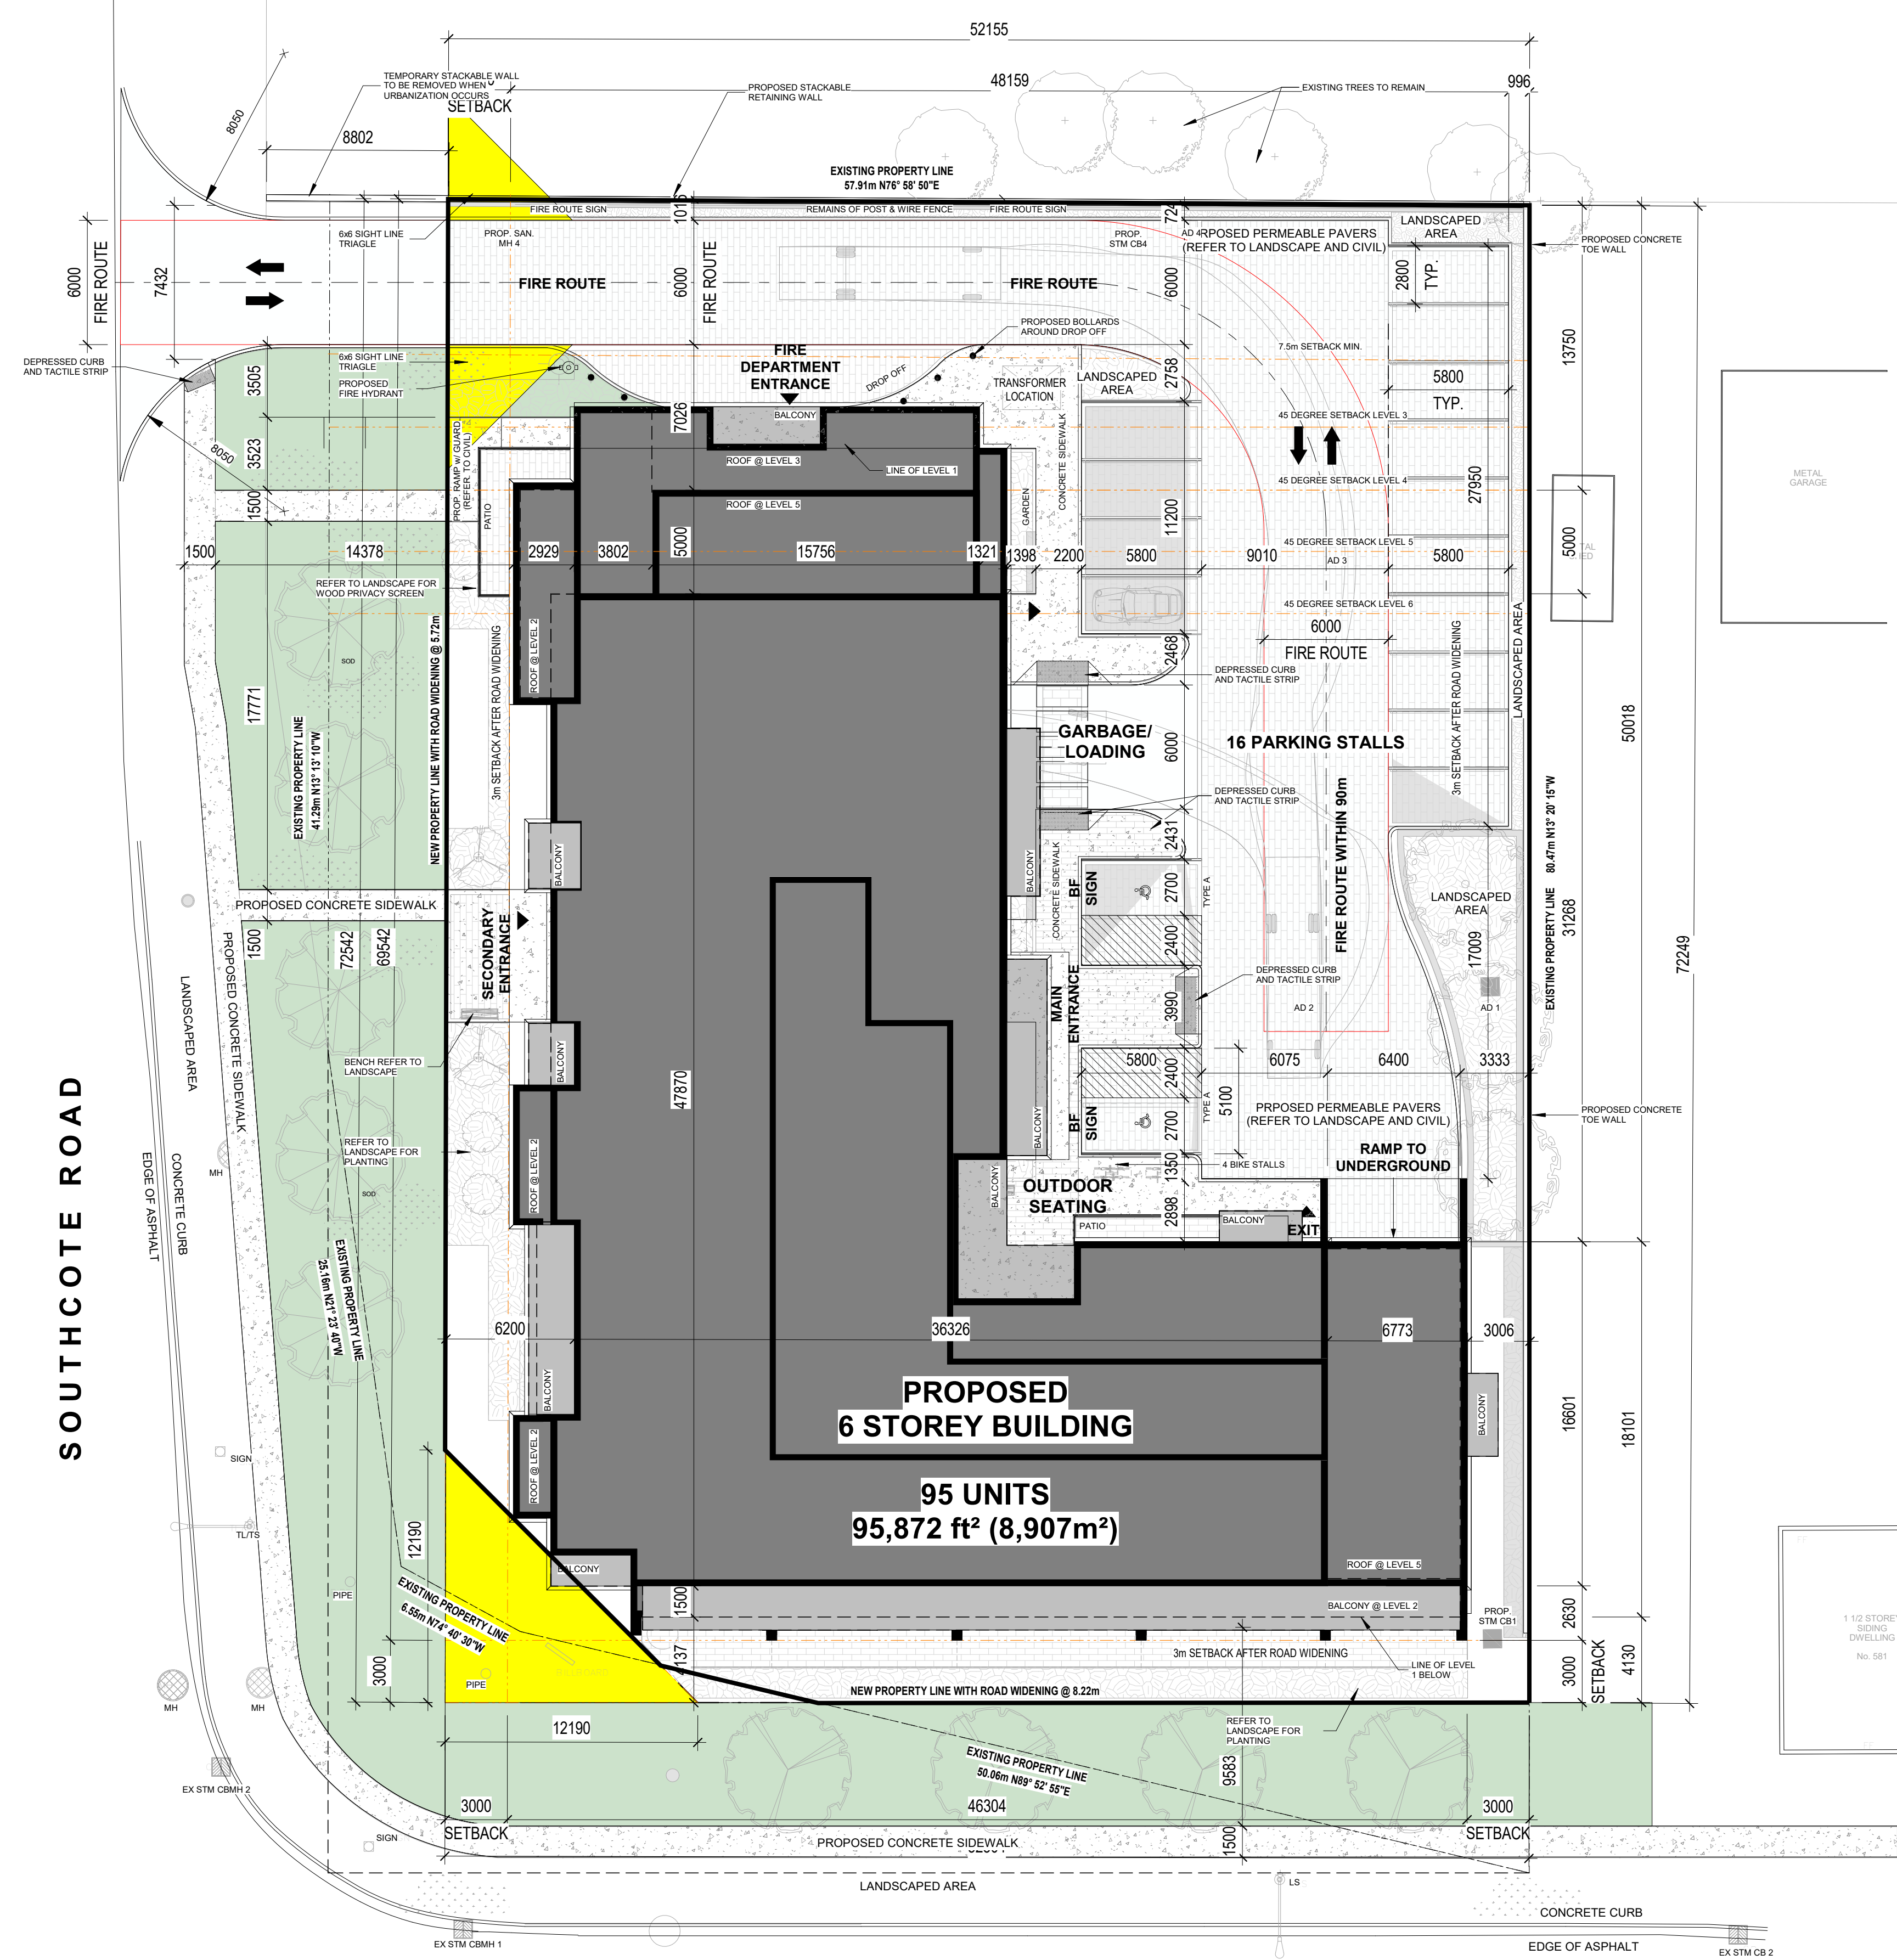 52155
48159
996
TEMPORARY STACKABLE WALL
TO BE REMOVED WHEN
URBANIZATION OCCURS
SETBACK
PROPOSED STACKABLE
RETAINING WALL
EXISTING TREES TO REMAIN
8050
8802
EXISTING PROPERTY LINE
57.91m N76° 58' 50"E
FIRE ROUTE SIGN
1016
REMAINS OF POST & WIRE FENCE
FIRE ROUTE SIGN
724
LANDSCAPED
AREA
6x6 SIGHT LINE
TRIAGLE
PROP. SAN.
MH 4
PROP.
STM CB4
AD 4
RPOSED PERMEABLE PAVERS
(REFER TO LANDSCAPE AND CIVIL)
PROPOSED CONCRETE
TOE WALL
6000
FIRE ROUTE
7432
FIRE ROUTE
6000
FIRE ROUTE
FIRE ROUTE
6000
2800
TYP.
13750
PROPOSED BOLLARDS
AROUND DROP OFF
DEPRESSED CURB
AND TACTILE STRIP
6x6 SIGHT LINE
TRIAGLE
PROPOSED
FIRE HYDRANT
FIRE
DEPARTMENT
ENTRANCE
DROP OFF
TRANSFORMER
LOCATION
LANDSCAPED
AREA
2758
7.5m SETBACK MIN.
5800
TYP.
3505
3523
1500
8050
7026
BALCONY
45 DEGREE SETBACK LEVEL 3
ROOF @ LEVEL 3
LINE OF LEVEL 1
45 DEGREE SETBACK LEVEL 4
27950
METAL
GARAGE
PROP. RAMP w/ GUARD.
(REFER. TO CIVIL)
PATIO
ROOF @ LEVEL 5
GARDEN
CONCRETE SIDEWALK
11200
45 DEGREE SETBACK LEVEL 5
AD 3
5000
1500
14378
2929
3802
5000
15756
1321
1398
2200
5800
9010
5800
REFER TO LANDSCAPE FOR
WOOD PRIVACY SCREEN
45 DEGREE SETBACK LEVEL 6
6000
FIRE ROUTE
ROOF @ LEVEL 2
3m SETBACK AFTER ROAD WIDENING
NEW PROPERTY LINE WITH ROAD WIDENING @ 5.72m
SOD
2468
DEPRESSED CURB
AND TACTILE STRIP
3m SETBACK AFTER ROAD WIDENING
LANDSCAPED AREA
17771
EXISTING PROPERTY LINE
41.29m N13° 13' 10"W
50018
GARBAGE/
LOADING
6000
16 PARKING STALLS
DEPRESSED CURB
AND TACTILE STRIP
EXISTING PROPERTY LINE 80.47m N13° 20' 15"W
FIRE ROUTE WITHIN 90m
BALCONY
BALCONY
CONCRETE SIDEWALK
2431
BF
SIGN
2700
TYPE A
LANDSCAPED
AREA
31268
PROPOSED CONCRETE SIDEWALK
SECONDARY
ENTRANCE
1500
72542
69542
2400
17009
72249
PROPOSED CONCRETE SIDEWALK
LANDSCAPED AREA
MAIN
ENTRANCE
3990
DEPRESSED CURB
AND TACTILE STRIP
AD 2
AD 1
BENCH REFER TO
LANDSCAPE
BALCONY
47870
5800
6075
6400
3333
2400
5100
SOUTHCOTE ROAD
REFER TO
LANDSCAPE FOR
PLANTING
ROOF @ LEVEL 2
BALCONY
BF
SIGN
2700
TYPE A
PRPOSED PERMEABLE PAVERS
(REFER TO LANDSCAPE AND CIVIL)
PROPOSED CONCRETE
TOE WALL
MH
EDGE OF ASPHALT
CONCRETE CURB
SOD
1350
4 BIKE STALLS
RAMP TO
UNDERGROUND
BALCONY
OUTDOOR
SEATING
2898
PATIO
BALCONY
EXIT
EXISTING PROPERTY LINE
25.16m N21° 23' 40"W
6200
36326
6773
3006
BALCONY
PROPOSED
6 STOREY BUILDING
BALCONY
16601
18101
SIGN
ROOF @ LEVEL 2
95 UNITS
95,872 ft² (8,907m²)
TL/TS
12190
BALCONY
ROOF @ LEVEL 5
PIPE
EXISTING PROPERTY LINE
6.55m N74° 40' 30"W
1500
BALCONY @ LEVEL 2
PROP.
STM CB1
2630
1 1/2 STOREY
SIDING
DWELLING
No. 581
3000
4137
3m SETBACK AFTER ROAD WIDENING
LINE OF LEVEL
1 BELOW
3000
SETBACK
4130
PIPE
NEW PROPERTY LINE WITH ROAD WIDENING @ 8.22m
MH
MH
12190
REFER TO
LANDSCAPE FOR
PLANTING
EXISTING PROPERTY LINE
50.06m N89° 52' 55"E
9583
EX STM CBMH 2
3000
SETBACK
46304
3000
SETBACK
SIGN
PROPOSED CONCRETE SIDEWALK
1500
LANDSCAPED AREA
LS
CONCRETE CURB
EX STM CBMH 1
EDGE OF ASPHALT
EX STM CB 2